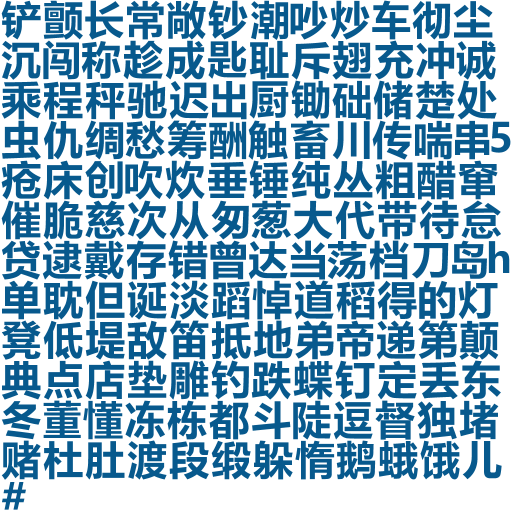 铲颤长常敞钞潮吵炒车彻尘
沉闯称趁成匙耻斥翅充冲诚
乘程秤驰迟出厨锄础储楚处
虫仇绸愁筹酬触畜川传喘串5
疮床创吹炊垂锤纯丛粗醋窜
催脆慈次从匆葱大代带待怠
贷逮戴存错曾达当荡档刀岛h
单耽但诞淡蹈悼道稻得的灯
凳低堤敌笛抵地弟帝递第颠
典点店垫雕钓跌蝶钉定丢东
冬董懂冻栋都斗陡逗督独堵
赌杜肚渡段缎躲惰鹅蛾饿儿
#